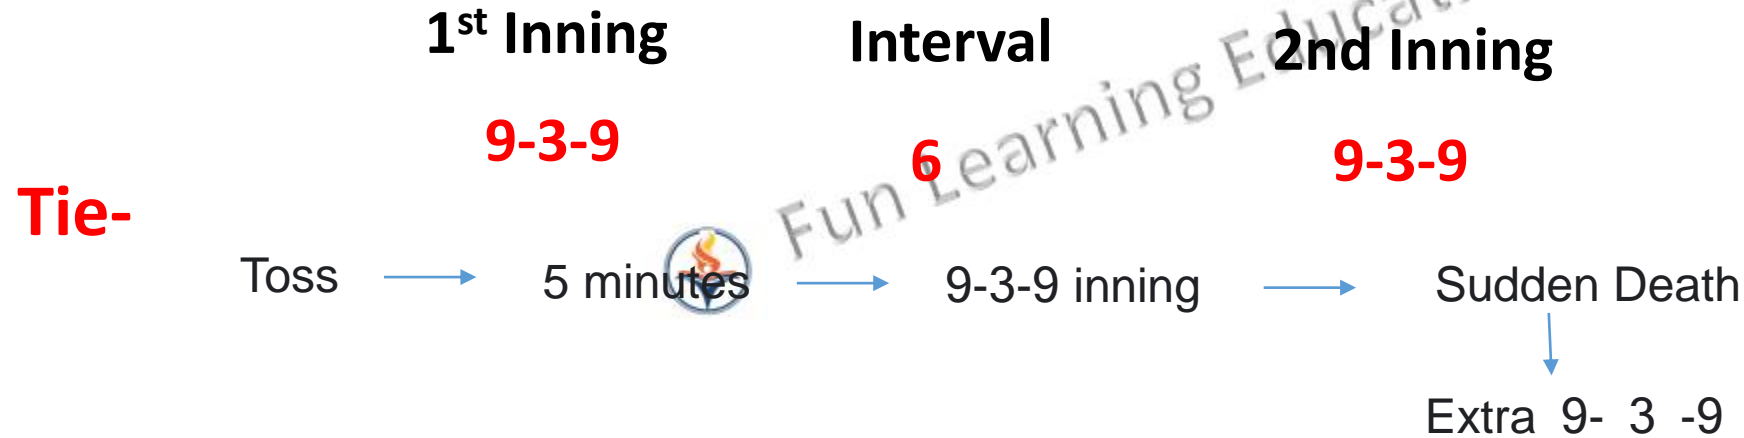 1st Inning Interval 2nd Inning
9-3-9 6 9-3-9
Tie-
Toss 5 minutes 9-3-9 inning Sudden Death
Extra 9- 3 -9
Fun Learning